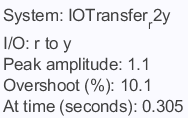 System: IOTransfer_r2y
I/O: r to y
Peak amplitude: 1.1
Overshoot (%): 10.1
At time (seconds): 0.305